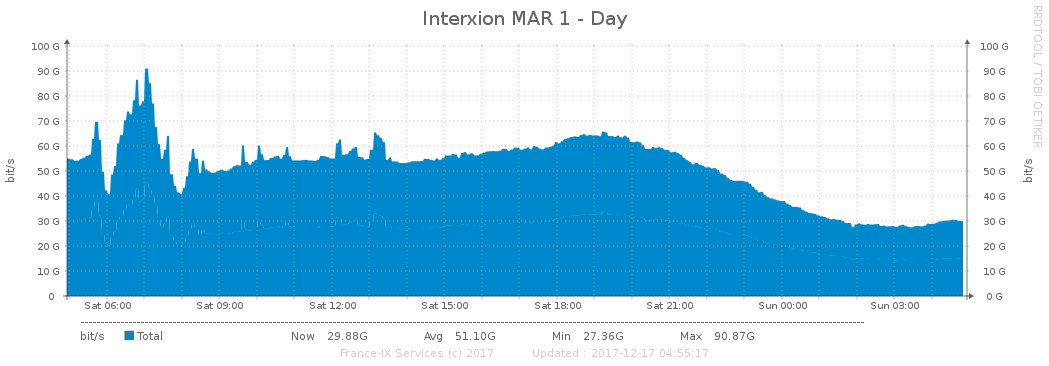 Interxion MAR 1 - Day
RRDTOOL / TOBI OETIKER
bit/s
100 G
90 G
80 G
70 G
60 G
50 G
40 G
30 G
20 G
10 G
0
100 G
90 G
80 G
70 G
60 G
50 G
40 G
30 G
20 G
10 G
0 G
bit/s
Sat 06:00 Sat 09:00 Sat 12:00 Sat 15:00 Sat 18:00 Sat 21:00 Sun 00:00 Sun 03:00
bit/s Total Now 29.88G Avg 51.10G Min 27.36G Max 90.87G
France-IX Services (c) 2017 Updated : 2017-12-17 04:55:17